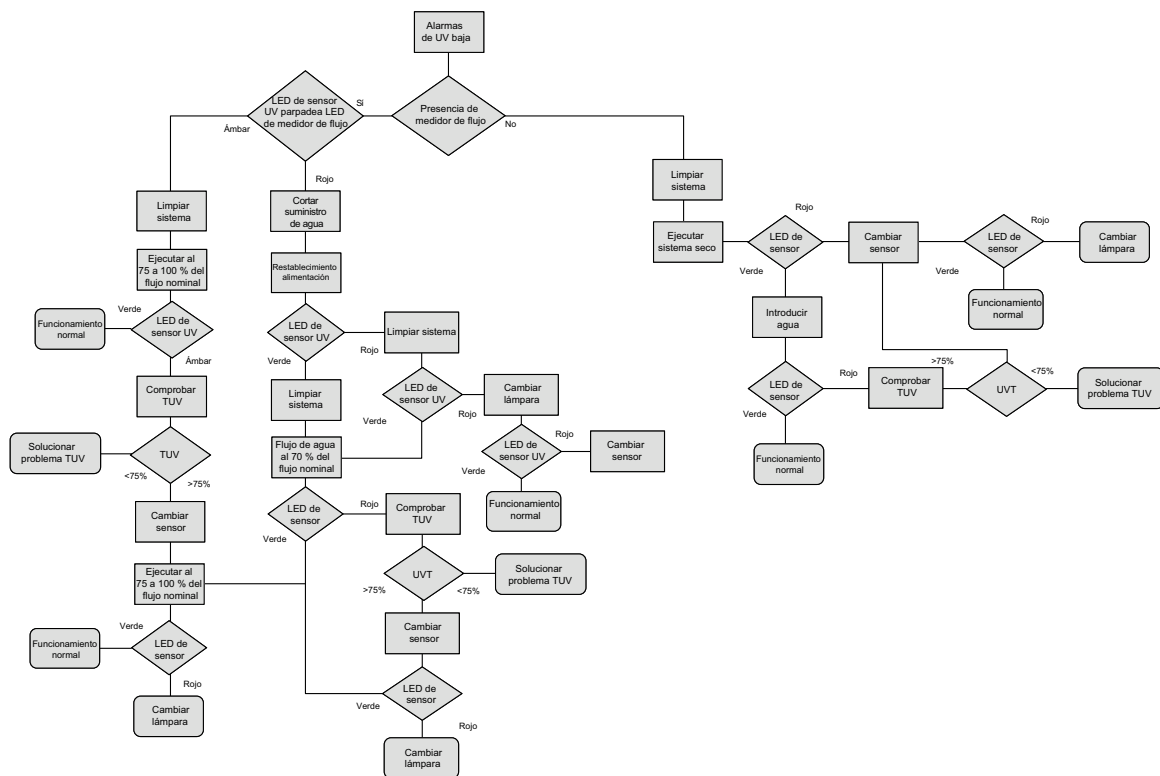 Alarmas
de UV baja
LED de sensor
UV parpadea LED
de medidor de flujo
Sí
Presencia de
medidor de flujo
No
Ámbar
Rojo
Limpiar
sistema
Cortar
suministro
de agua
Limpiar
sistema
Ejecutar
sistema seco
LED de
sensor
Rojo
Verde
Cambiar
sensor
LED de
sensor
Rojo
Verde
Cambiar
lámpara
Ejecutar al
75 a 100 % del
flujo nominal
Restablecimiento
alimentación
Introducir
agua
Funcionamiento
normal
Verde
Funcionamiento
normal
LED de
sensor UV
Ámbar
LED de
sensor UV
Rojo
Verde
Limpiar sistema
Comprobar
TUV
Limpiar
sistema
LED de
sensor UV
Rojo
Verde
Cambiar
lámpara
LED de
sensor
Rojo
Verde
Comprobar
TUV
>75%
UVT
<75%
Solucionar
problema TUV
Solucionar
problema TUV
TUV
<75%
>75%
Flujo de agua
al 70 % del
flujo nominal
LED de
sensor UV
Rojo
Verde
Cambiar
sensor
Funcionamiento
normal
Cambiar
sensor
LED de
sensor
Rojo
Verde
Comprobar
TUV
Funcionamiento
normal
Ejecutar al
75 a 100 % del
flujo nominal
UVT
>75%
<75%
Solucionar
problema TUV
Verde
Funcionamiento
normal
LED de
sensor
Rojo
Cambiar
sensor
Cambiar
lámpara
LED de
sensor
Verde
Rojo
Cambiar
lámpara